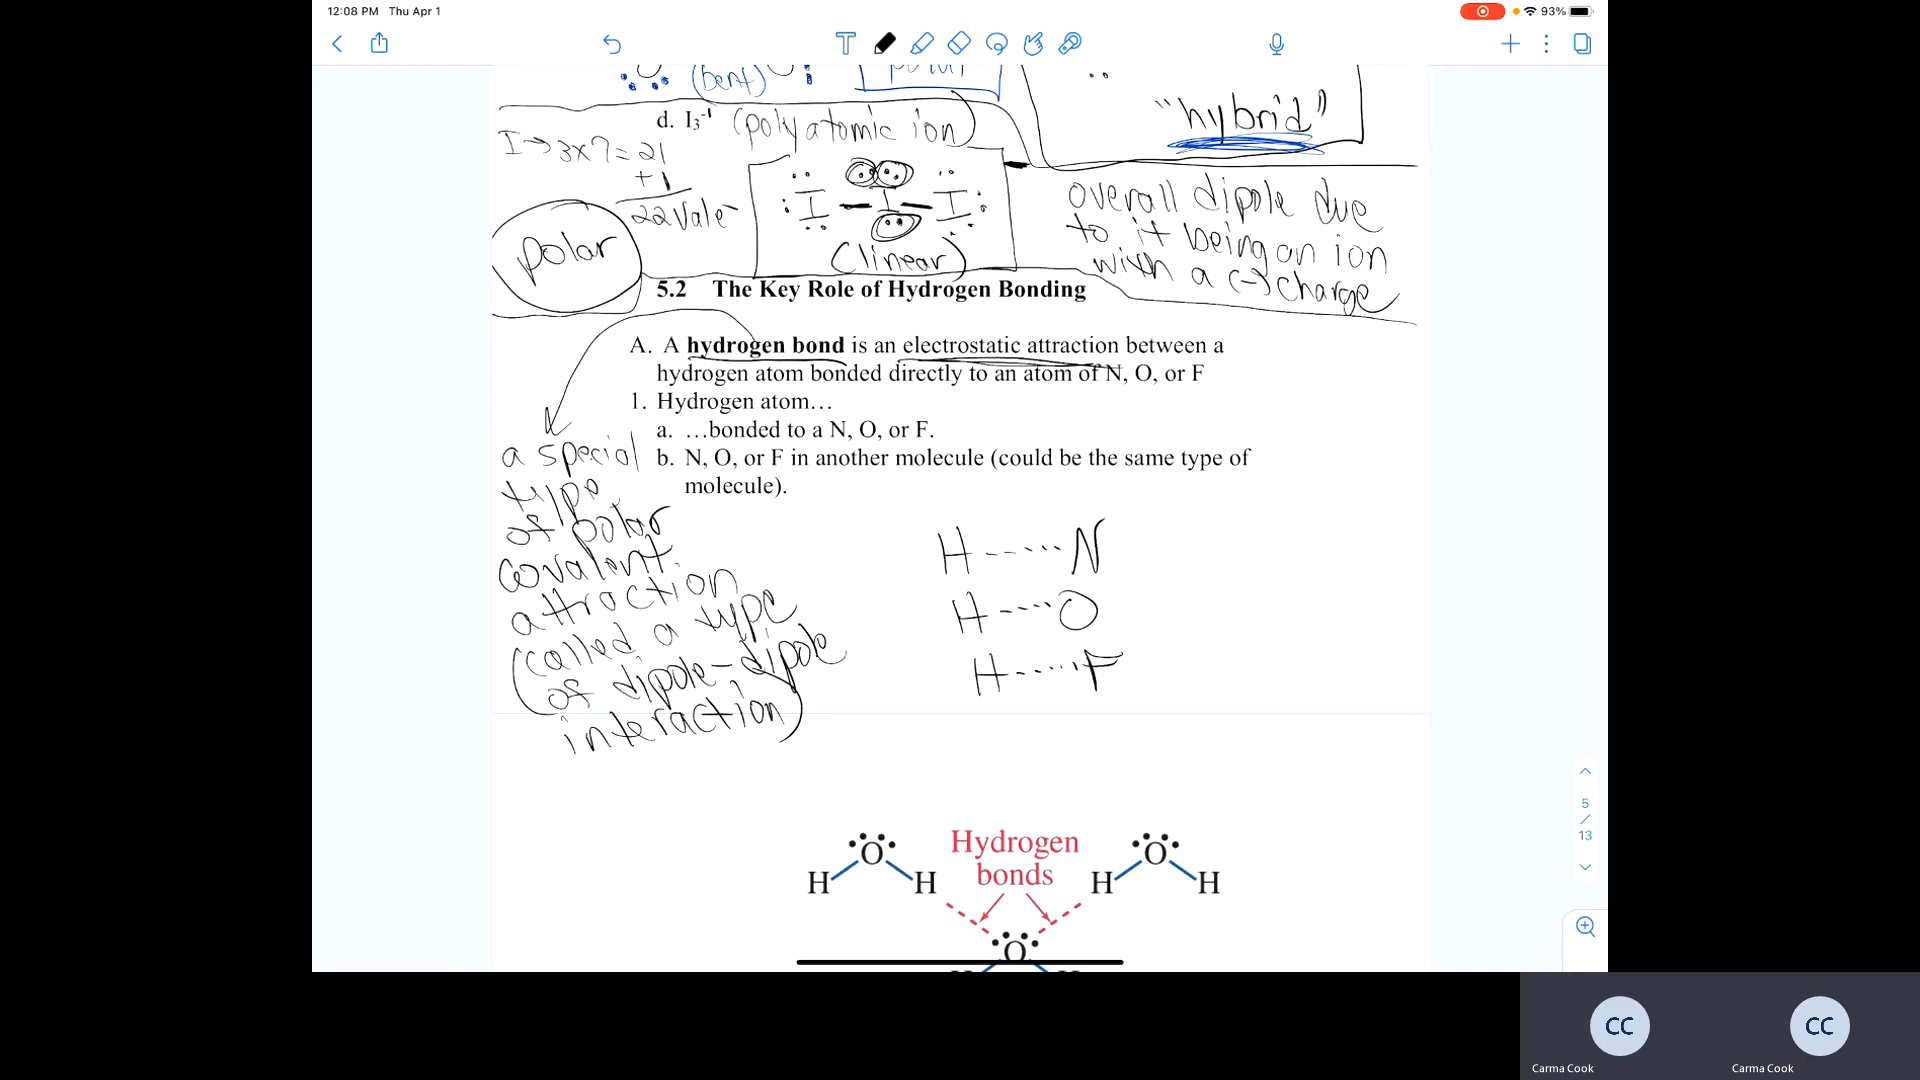 12:08 PM Thu Apr 1
93%
T
(bent)
"hybrid"
d. I₃⁻¹ (polyatomic ion)
I→3x7=21
+1
22 Val e⁻
polar
I — I — I
(linear)
overall dipole due
to it being an ion
with a (-) charge
5.2 The Key Role of Hydrogen Bonding
A. A hydrogen bond is an electrostatic attraction between a
hydrogen atom bonded directly to an atom of N, O, or F
1. Hydrogen atom…
a. …bonded to a N, O, or F.
b. N, O, or F in another molecule (could be the same type of
molecule).
a special
type
of polar
covalent
attraction
(called a type
of dipole-dipole
interaction)
H-----N
H----O
H-----F
5
/
13
Hydrogen
bonds
O
H H
O
H H
O
CC CC
Carma Cook Carma Cook